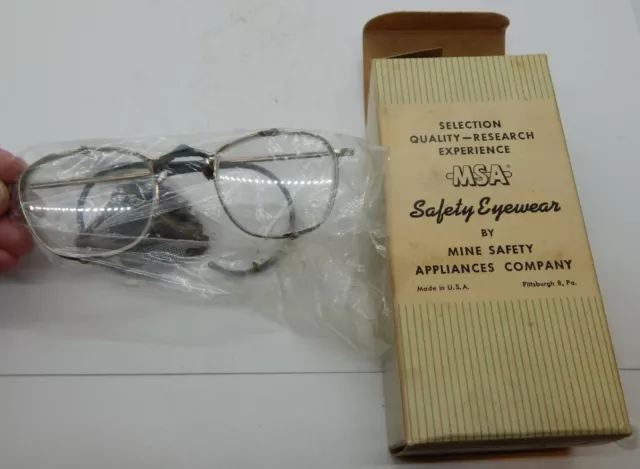 SELECTION
QUALITY—RESEARCH
EXPERIENCE
MSA®
Safety Eyewear
BY
MINE SAFETY
APPLIANCES COMPANY
Made in U.S.A. Pittsburgh 8, Pa.